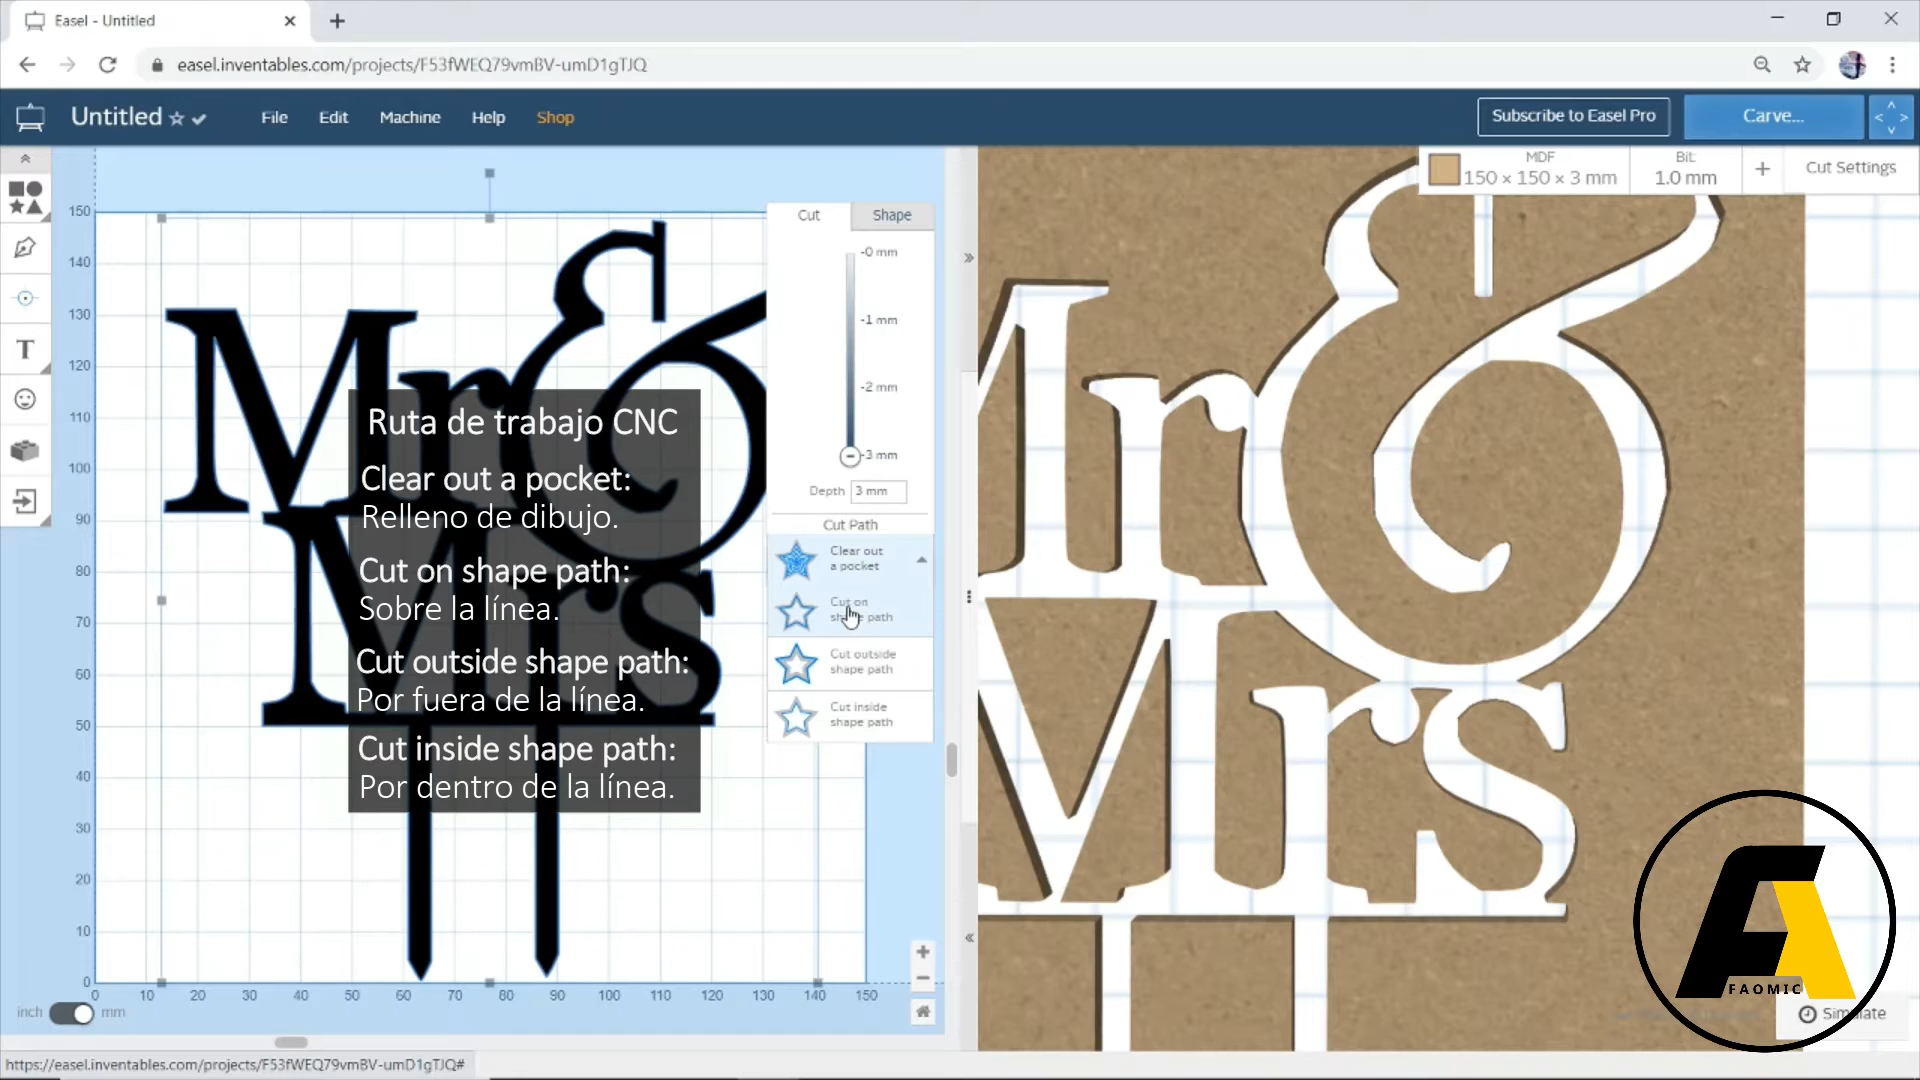 Easel - Untitled
easel.inventables.com/projects/F53fWEQ79vmBV-umD1gTJQ
Untitled
File Edit Machine Help Shop
Subscribe to Easel Pro
Carve...
MDF
150 × 150 × 3 mm
Bit:
1.0 mm
Cut Settings
Cut Shape
-0 mm
-1 mm
-2 mm
-3 mm
Depth 3 mm
Cut Path
Clear out
a pocket
Cut on
shape path
Cut outside
shape path
Cut inside
shape path
150
140
130
120
110
100
90
80
70
60
50
40
30
20
10
0
0 10 20 30 40 50 60 70 80 90 100 110 120 130 140 150
Mr&
Mrs
Ruta de trabajo CNC
Clear out a pocket:
Relleno de dibujo.
Cut on shape path:
Sobre la línea.
Cut outside shape path:
Por fuera de la línea.
Cut inside shape path:
Por dentro de la línea.
inch mm
Mr&
Mrs
FA
FAOMIC
Simulate
https://easel.inventables.com/projects/F53fWEQ79vmBV-umD1gTJQ#